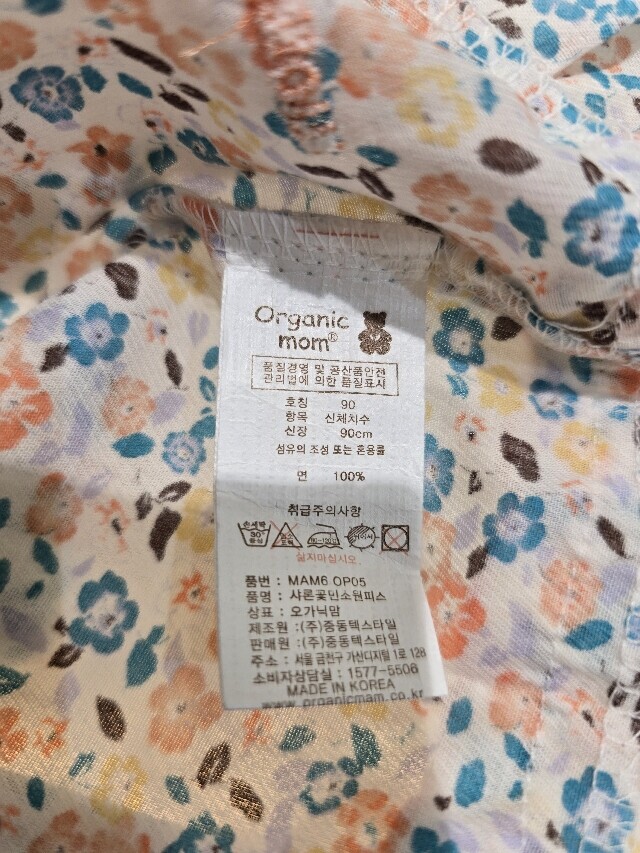 Organic
mom®
품질경영 및 공산품안전
관리법에 의한 품질표시
호칭 90
항목 신체치수
신장 90cm
섬유의 조성 또는 혼용률
면 100%
취급주의사항
손세탁
30°
중성
삶지마십시오.
품번 : MAM6 OP05
품명 : 샤론꽃민소원피스
상표 : 오가닉맘
제조원 : (주)중동텍스타일
판매원 : (주)중동텍스타일
주소 : 서울 금천구 가산디지털 1로 128
소비자상담실 : 1577-5506
MADE IN KOREA
www.organicmam.co.kr